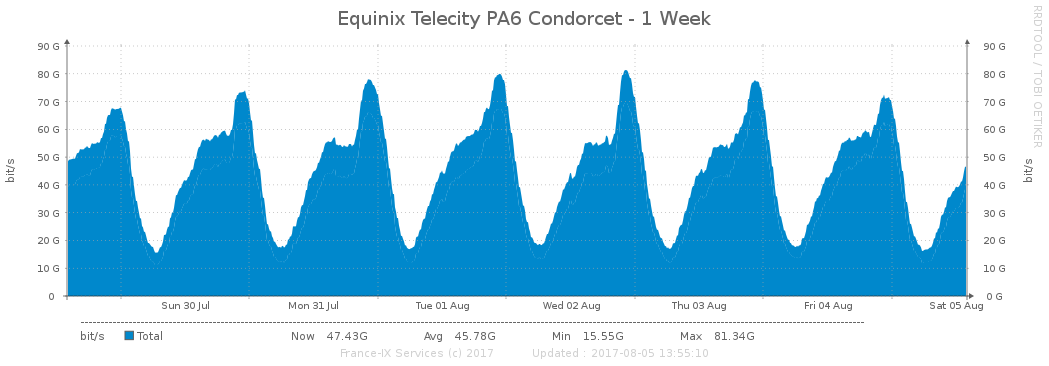 Equinix Telecity PA6 Condorcet - 1 Week
RRDTOOL / TOBI OETIKER
90 G 90 G
80 G 80 G
70 G 70 G
60 G 60 G
50 G 50 G
40 G 40 G
30 G 30 G
20 G 20 G
10 G 10 G
0 0 G
bit/s
bit/s
Sun 30 Jul Mon 31 Jul Tue 01 Aug Wed 02 Aug Thu 03 Aug Fri 04 Aug Sat 05 Aug
bit/s Total Now 47.43G Avg 45.78G Min 15.55G Max 81.34G
France-IX Services (c) 2017 Updated : 2017-08-05 13:55:10